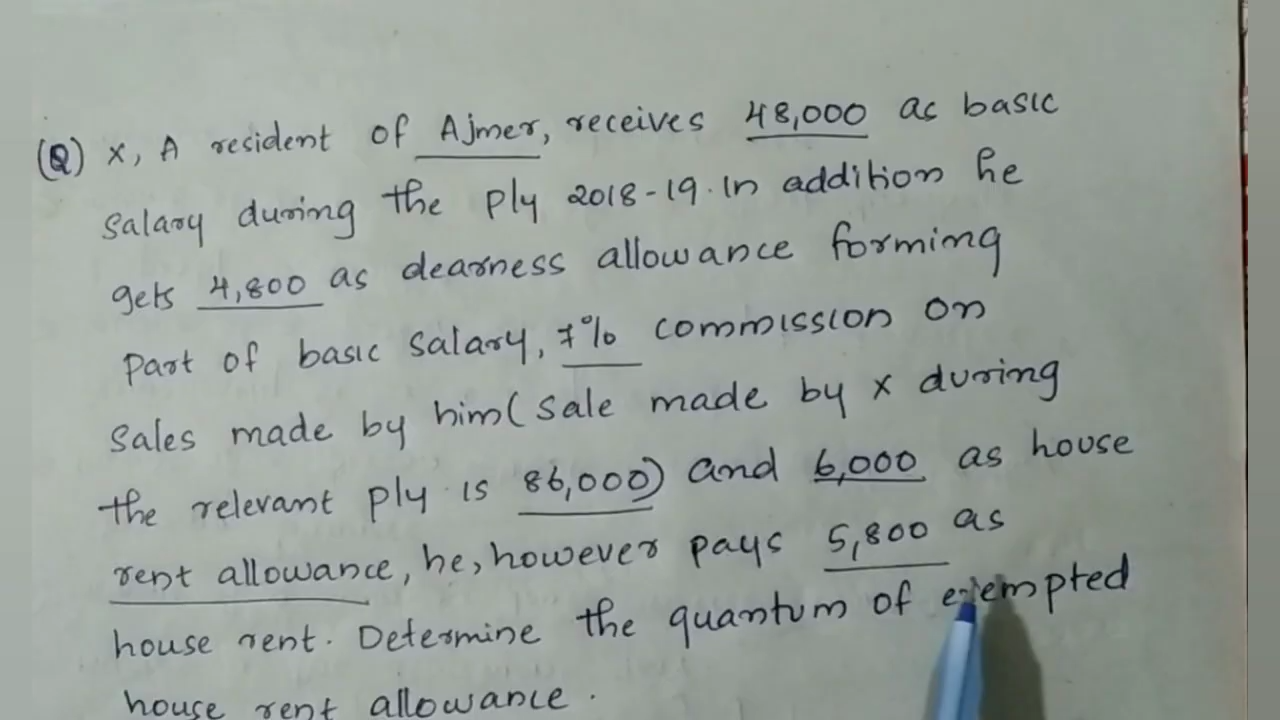 (Q) x, A resident of Ajmer, receives 48,000 as basic
salary during the ply 2018-19. In addition he
gets 4,800 as dearness allowance forming
part of basic salary, 7% commission on
sales made by him (sale made by x during
the relevant ply is 86,000) and 6,000 as house
rent allowance, he, however pays 5,800 as
house rent. Determine the quantum of exempted
house rent allowance.